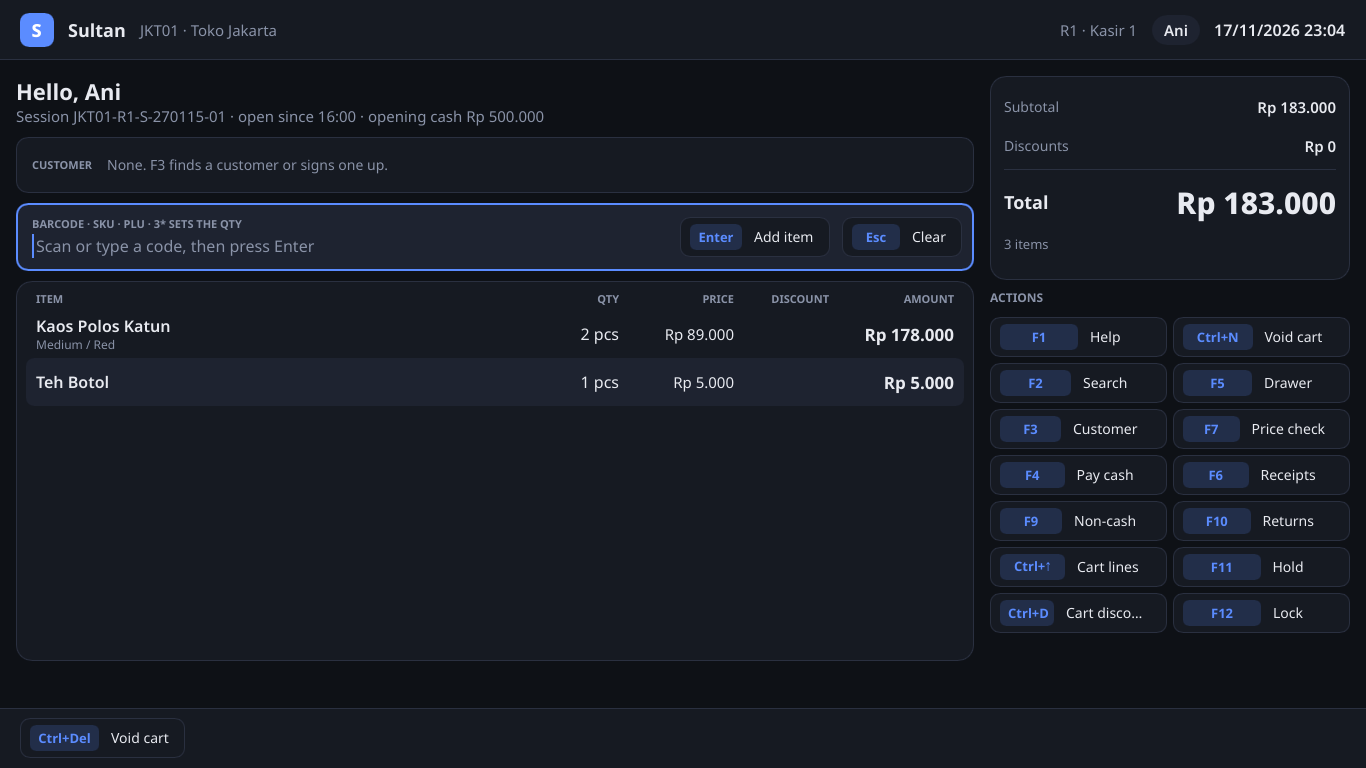 S Sultan JKT01 · Toko Jakarta R1 · Kasir 1 Ani 17/11/2026 23:04
Hello, Ani
Session JKT01-R1-S-270115-01 · open since 16:00 · opening cash Rp 500.000
CUSTOMER None. F3 finds a customer or signs one up.
BARCODE · SKU · PLU · 3* SETS THE QTY
Scan or type a code, then press Enter
Enter Add item Esc Clear
ITEM QTY PRICE DISCOUNT AMOUNT
Kaos Polos Katun 2 pcs Rp 89.000 Rp 178.000
Medium / Red
Teh Botol 1 pcs Rp 5.000 Rp 5.000
Subtotal Rp 183.000
Discounts Rp 0
Total Rp 183.000
3 items
ACTIONS
F1 Help Ctrl+N Void cart
F2 Search F5 Drawer
F3 Customer F7 Price check
F4 Pay cash F6 Receipts
F9 Non-cash F10 Returns
Ctrl+↑ Cart lines F11 Hold
Ctrl+D Cart disco… F12 Lock
Ctrl+Del Void cart